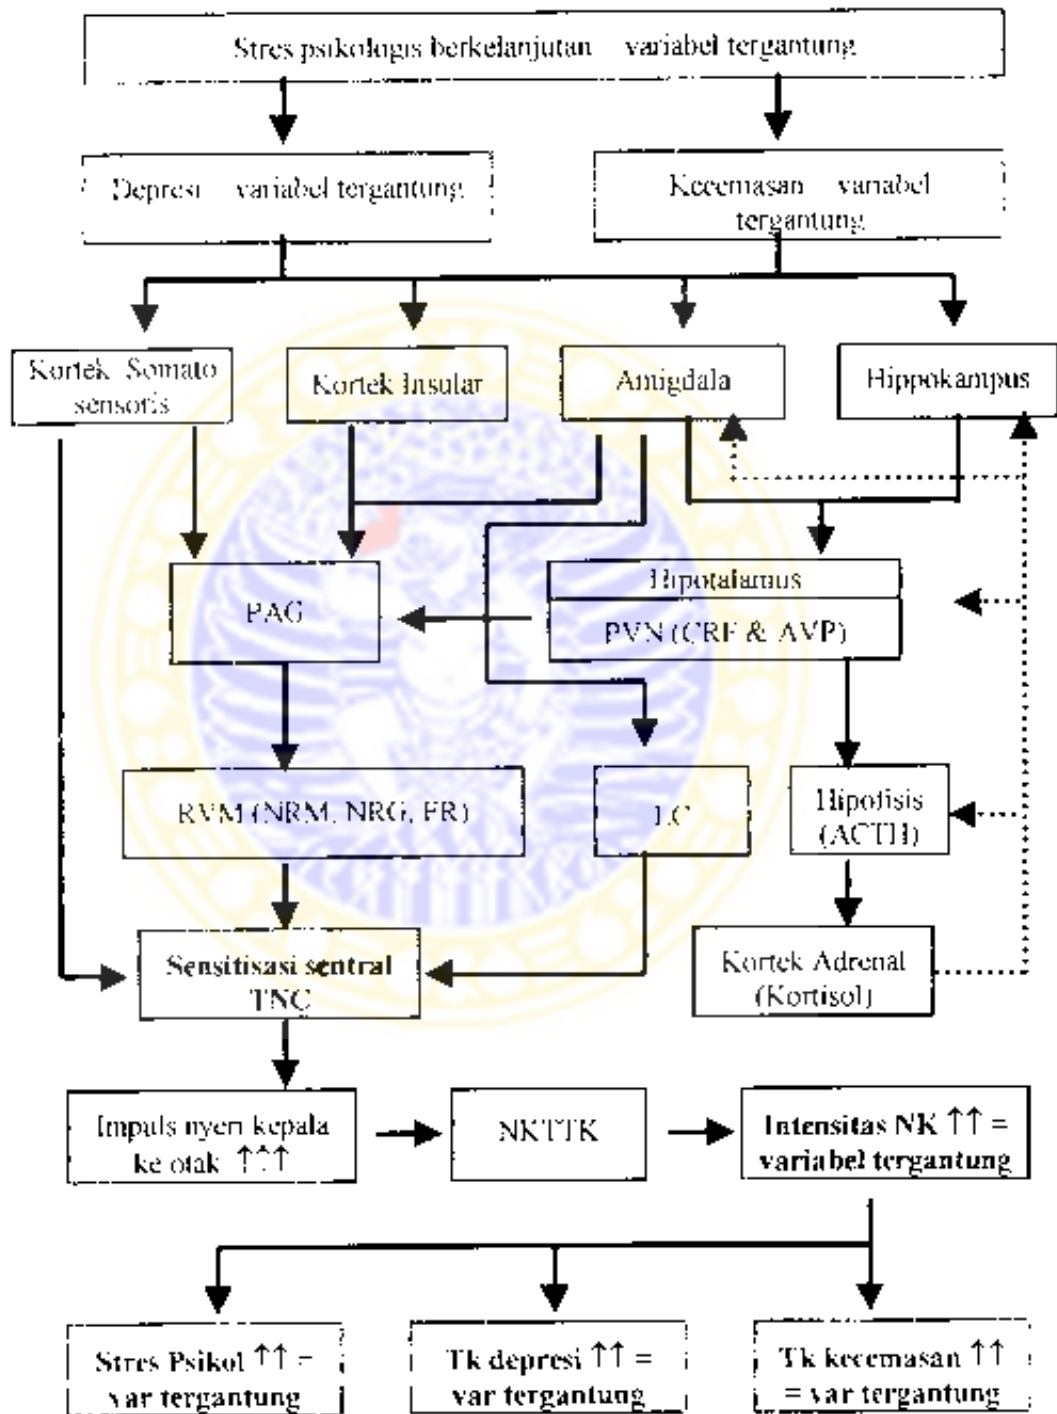 Stres psikologis berkelanjutan variabel tergantung
Depresi variabel tergantung
Kecemasan variabel
tergantung
Kortek Somato
sensoris
Kortek Insular
Amigdala
Hippokampus
PAG
Hipotalamus
PVN (CRF & AVP)
RVM (NRM, NRG, FR)
LC
Hipofisis
(ACTH)
Sensitisasi sentral
TNC
Kortek Adrenal
(Kortisol)
Impuls nyeri kepala
ke otak ↑↑↑
NKTTK
Intensitas NK ↑↑ =
variabel tergantung
Stres Psikol ↑↑ =
var tergantung
Tk depresi ↑↑ =
var tergantung
Tk kecemasan ↑↑
= var tergantung